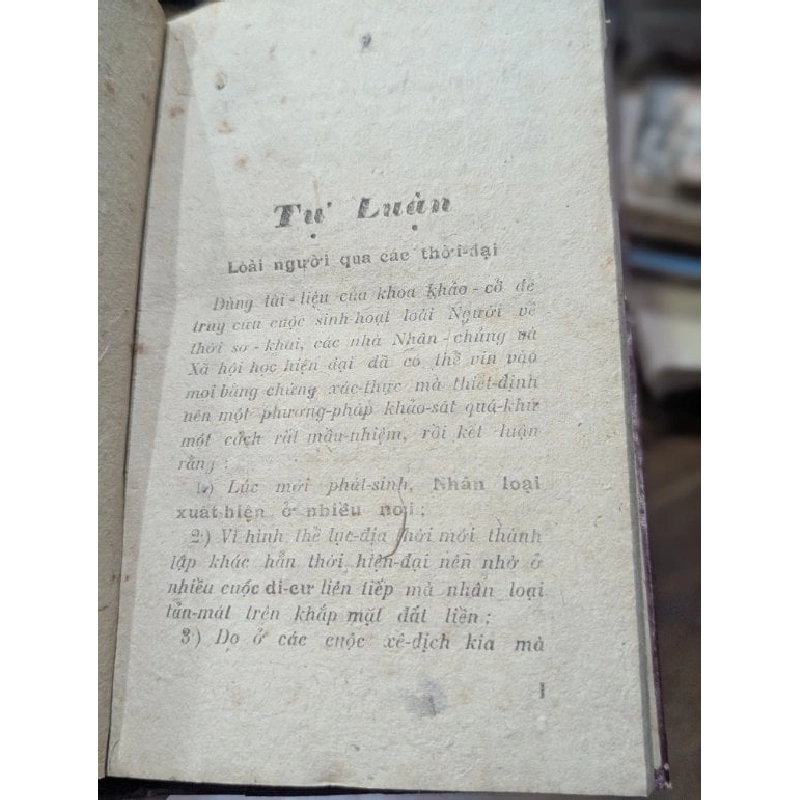 Tự Luận
Loài người qua các thời-đại
Dùng tài-liệu của khoa Khảo-cổ để
truy cứu cuộc sinh-hoạt loài Người về
thời sơ-khai, các nhà Nhân-chủng và
Xã hội học hiện đại đã có thể vin vào
mọi bằng chứng xác-thực mà thiết-định
nên một phương-pháp khảo-sát quá-khứ
một cách rất mầu-nhiệm, rồi kết luận
rằng :
1.) Lúc mới phát-sinh, Nhân loại
xuất-hiện ở nhiều nơi ;
2.) Vì hình thể lục-địa thời mới thành
lập khác hẳn thời hiện-đại nên nhờ ở
nhiều cuộc di-cư liên tiếp mà nhân loại
tản-mát trên khắp mặt đất liền ;
3) Do ở các cuộc xê-dịch kia mà
1